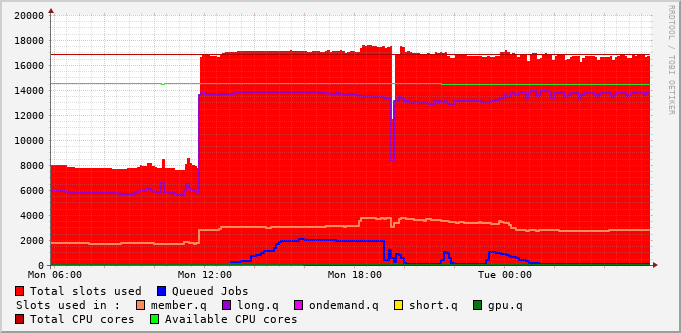 20000
18000
16000
14000
12000
10000
8000
6000
4000
2000
0
Mon 06:00 Mon 12:00 Mon 18:00 Tue 00:00
RRDTOOL / TOBI OETIKER
Total slots used Queued Jobs
Slots used in : member.q long.q ondemand.q short.q gpu.q
Total CPU cores Available CPU cores